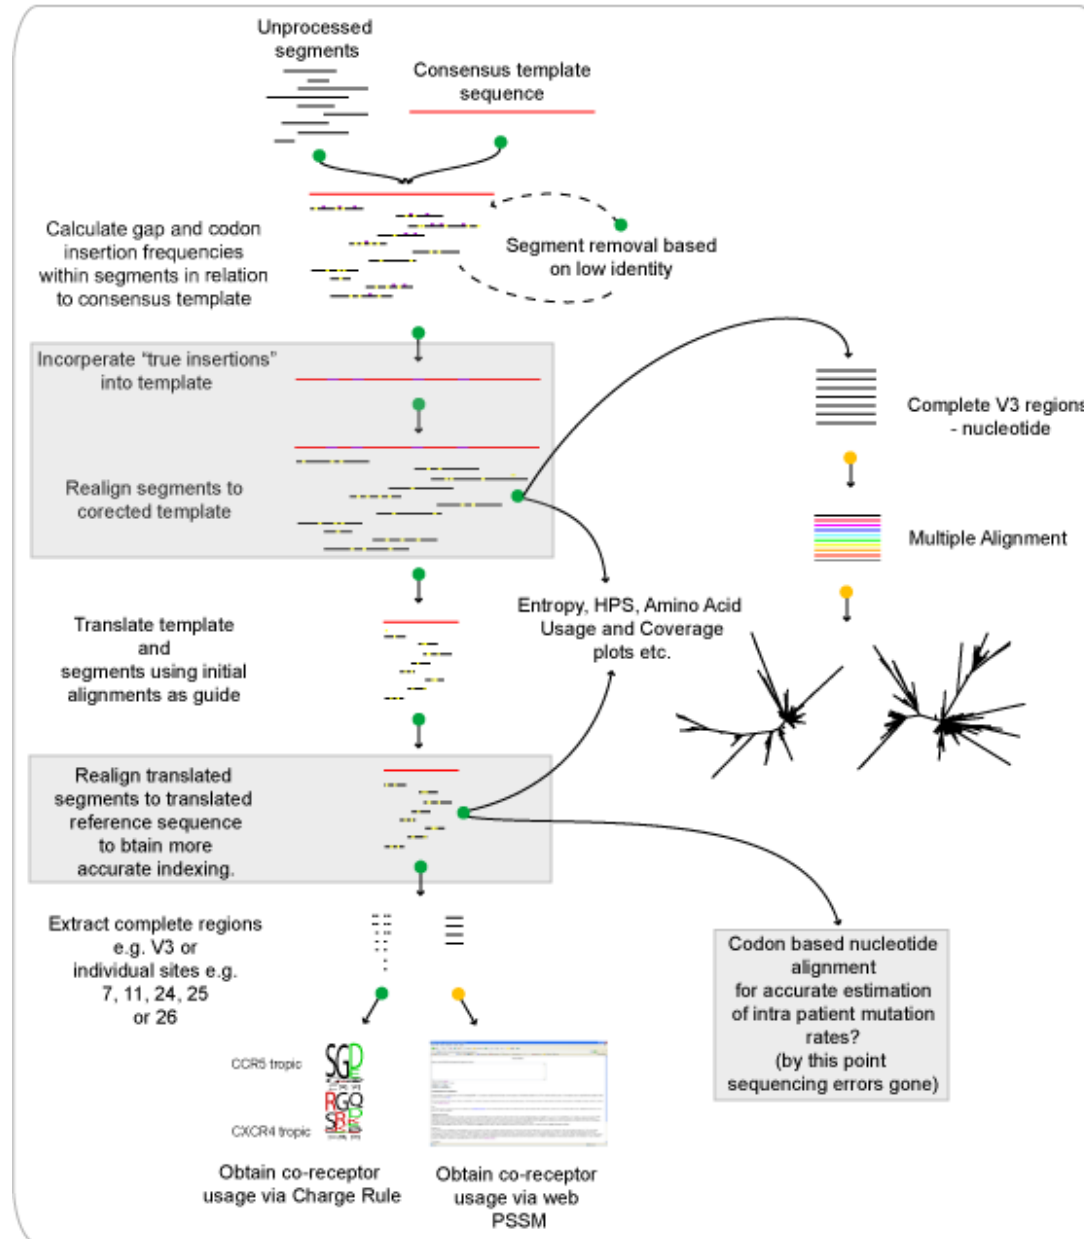 Unprocessed
segments
Consensus template
sequence
Calculate gap and codon
insertion frequencies
within segments in relation
to consensus template
Segment removal based
on low identity
Incorperate “true insertions”
into template
Realign segments to
corected template
Complete V3 regions
- nucleotide
Multiple Alignment
Entropy, HPS, Amino Acid
Usage and Coverage
plots etc.
Translate template
and
segments using initial
alignments as guide
Realign translated
segments to translated
reference sequence
to btain more
accurate indexing.
Extract complete regions
e.g. V3 or
individual sites e.g.
7, 11, 24, 25
or 26
Codon based nucleotide
alignment
for accurate estimation
of intra patient mutation
rates?
(by this point
sequencing errors gone)
CCR5 tropic
SG
RGQ
CXCR4 tropic
Obtain co-receptor
usage via Charge Rule
Obtain co-receptor
usage via web
PSSM